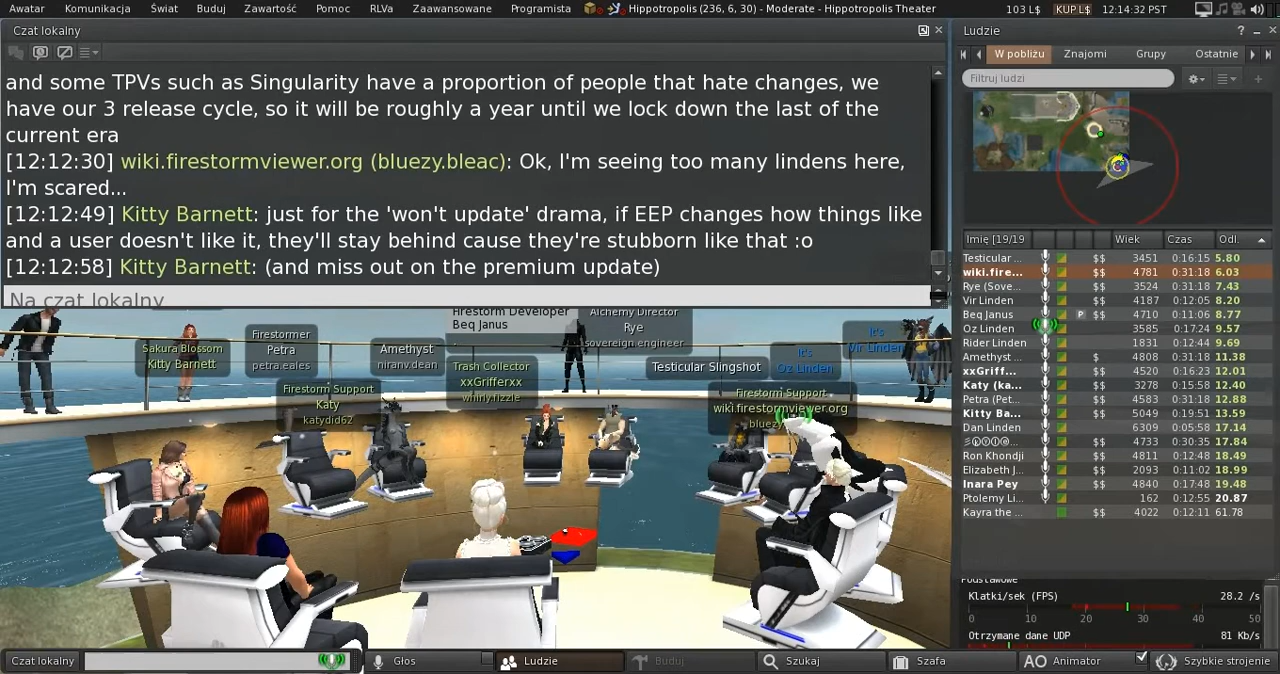 Awatar Komunikacja Świat Buduj Zawartość Pomoc RLVa Zaawansowane Programista Hippotropolis (236, 6, 30) - Moderate - Hippotropolis Theater 103 L$ KUP L$ 12:14:32 PST
Czat lokalny
and some TPVs such as Singularity have a proportion of people that hate changes, we
have our 3 release cycle, so it will be roughly a year until we lock down the last of the
current era
[12:12:30] wiki.firestormviewer.org (bluezy.bleac): Ok, I'm seeing too many lindens here,
I'm scared...
[12:12:49] Kitty Barnett: just for the 'won't update' drama, if EEP changes how things like
and a user doesn't like it, they'll stay behind cause they're stubborn like that :o
[12:12:58] Kitty Barnett: (and miss out on the premium update)
Na czat lokalny
Sakura Blossom
Kitty Barnett
Firestormer
Petra
petra.eales
Firestorm Support
Katy
katydid62
Amethyst
niranv.dean
Firestorm Developer
Beq Janus
Trash Collector
xxGrifferxx
whirly.fizzle
Alchemy Director
Rye
sovereign.engineer
Testicular Slingshot
It's
Oz Linden
It's
Vir Linden
Firestorm Support
wiki.firestormviewer.org
bluezy
Ludzie
? _ ×
W pobliżu Znajomi Grupy Ostatnie
Filtruj ludzi
Imię [19/19 Wiek Czas Odl.
Testicular ... $$ 3451 0:16:15 5.80
wiki.fire... $$ 4781 0:31:18 6.03
Rye (Sove... $$ 3524 0:31:18 7.43
Vir Linden $$ 4187 0:12:05 8.20
Beq Janus P $$ 4710 0:11:06 8.77
Oz Linden 3585 0:17:24 9.57
Rider Linden 1831 0:12:44 9.69
Amethyst ... $ 4808 0:31:18 11.38
xxGriff... $$ 4520 0:16:23 12.01
Katy (ka... $$ 3278 0:15:58 12.40
Petra (Pet... $$ 4583 0:31:18 12.88
Kitty Ba... $$ 5049 0:19:51 13.59
Dan Linden 6309 0:05:58 17.14
$$ 4733 0:30:35 17.84
Ron Khondji $$ 4811 0:12:48 18.49
Elizabeth J... $$ 2093 0:11:02 18.99
Inara Pey $$ 4840 0:17:48 19.48
Ptolemy Li... 162 0:12:55 20.87
Kayra the ... $$ 4022 0:12:11 61.78
Podstawowe
Klatki/sek (FPS) 28.2 /s
0 10 20 30 40 50
Otrzymane dane UDP 81 Kb/s
Czat lokalny Głos Ludzie Buduj Szukaj Szafa AO Animator Szybkie strojenie